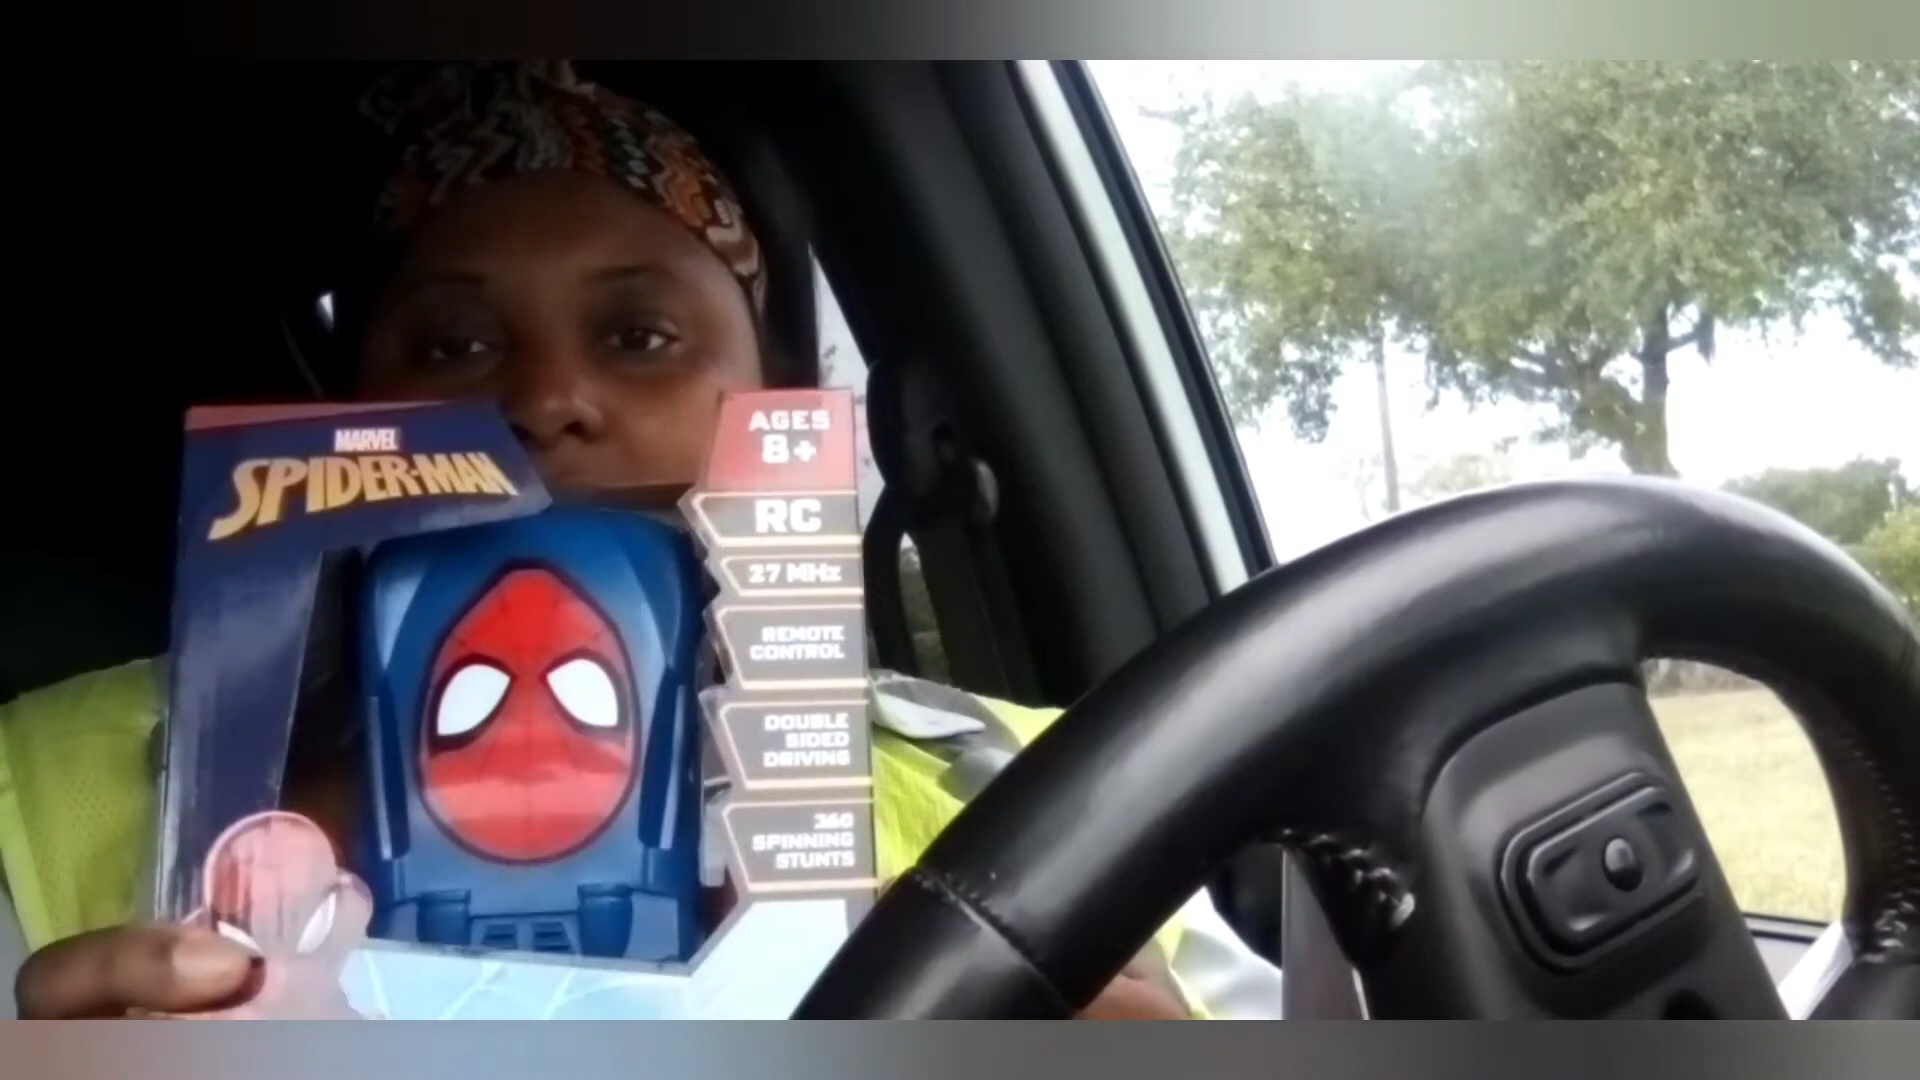 MARVEL
SPIDER-MAN
AGES
8+
RC
27 MHz
REMOTE
CONTROL
DOUBLE
SIDED
DRIVING
360
SPINNING
STUNTS